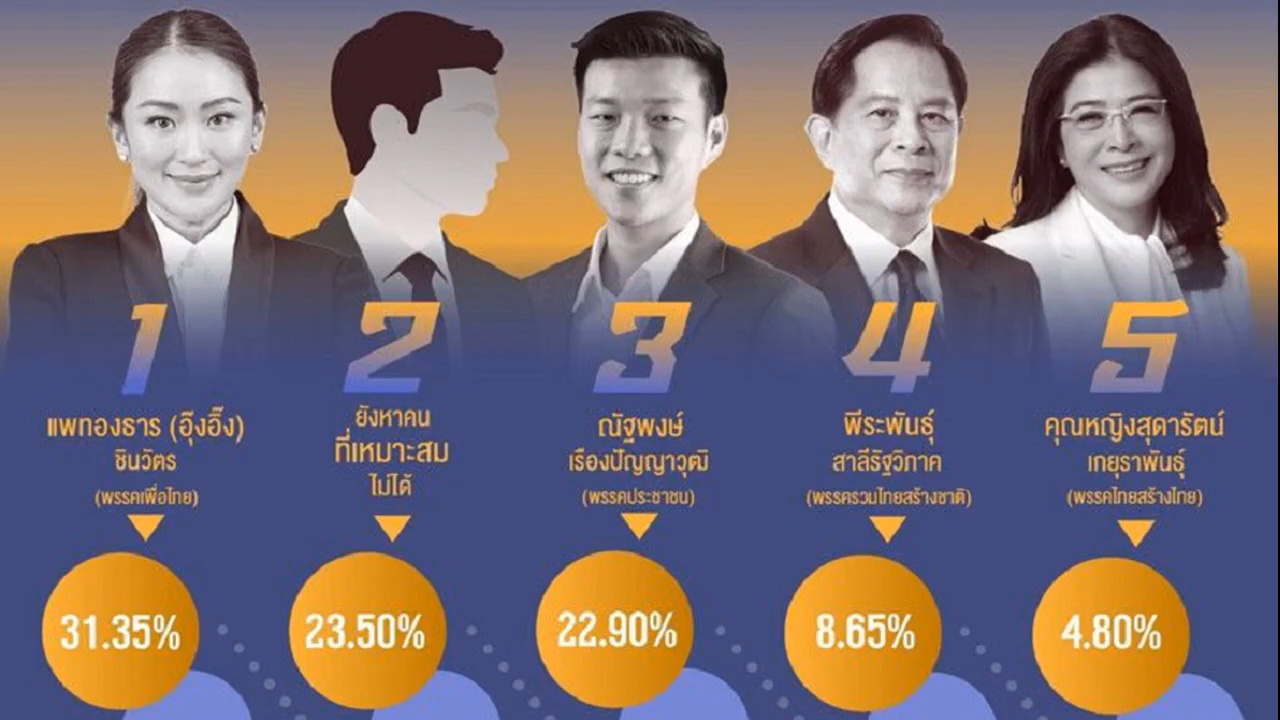 1
2
3
4
5
แพทองธาร (อุ๊งอิ๊ง)
ชินวัตร
(พรรคเพื่อไทย)
ยังหาคน
ที่เหมาะสม
ไม่ได้
ณัฐพงษ์
เรืองปัญญาวุฒิ
(พรรคประชาชน)
พีระพันธุ์
สาลีรัฐวิภาค
(พรรครวมไทยสร้างชาติ)
คุณหญิงสุดารัตน์
เกยุราพันธุ์
(พรรคไทยสร้างไทย)
31.35%
23.50%
22.90%
8.65%
4.80%